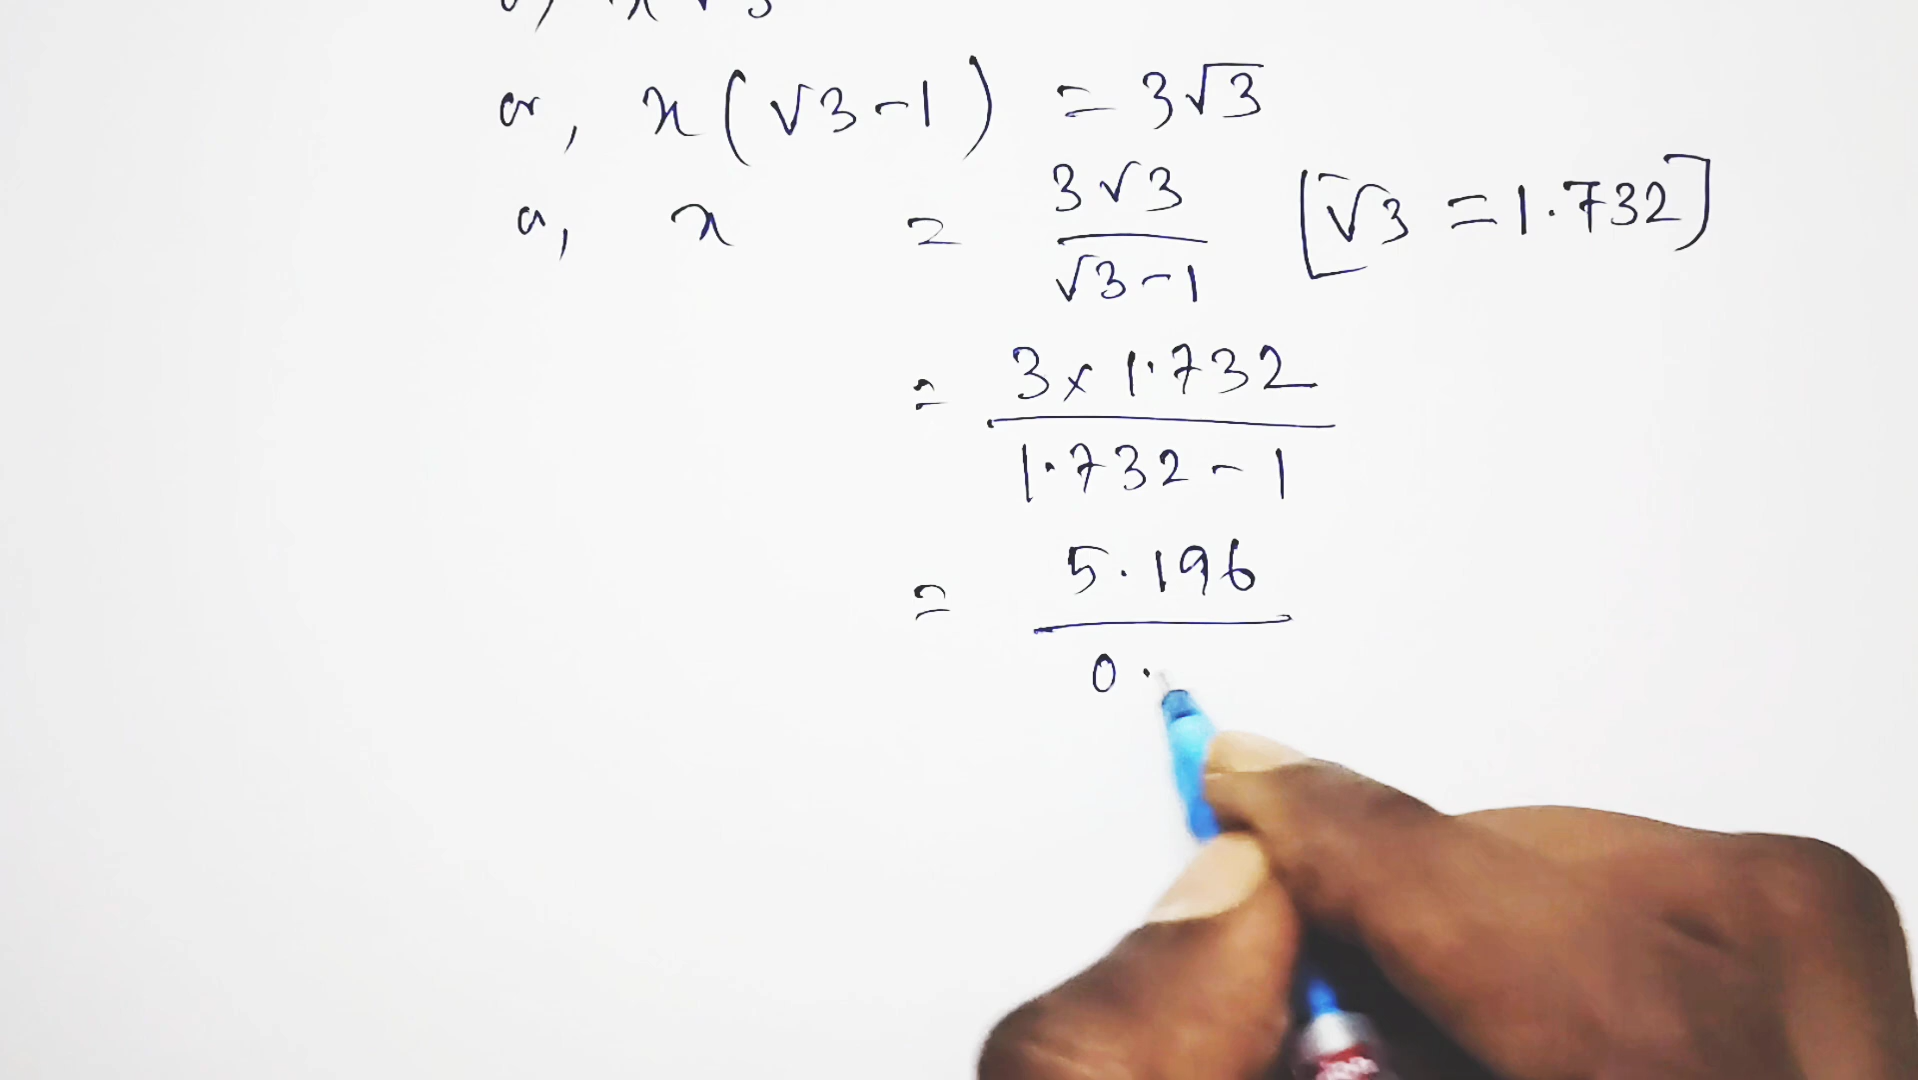 or, x(√3-1) = 3√3
or, x = 3√3 / √3-1 [√3 = 1.732]
= 3 x 1.732 / 1.732 - 1
= 5.196 / 0.